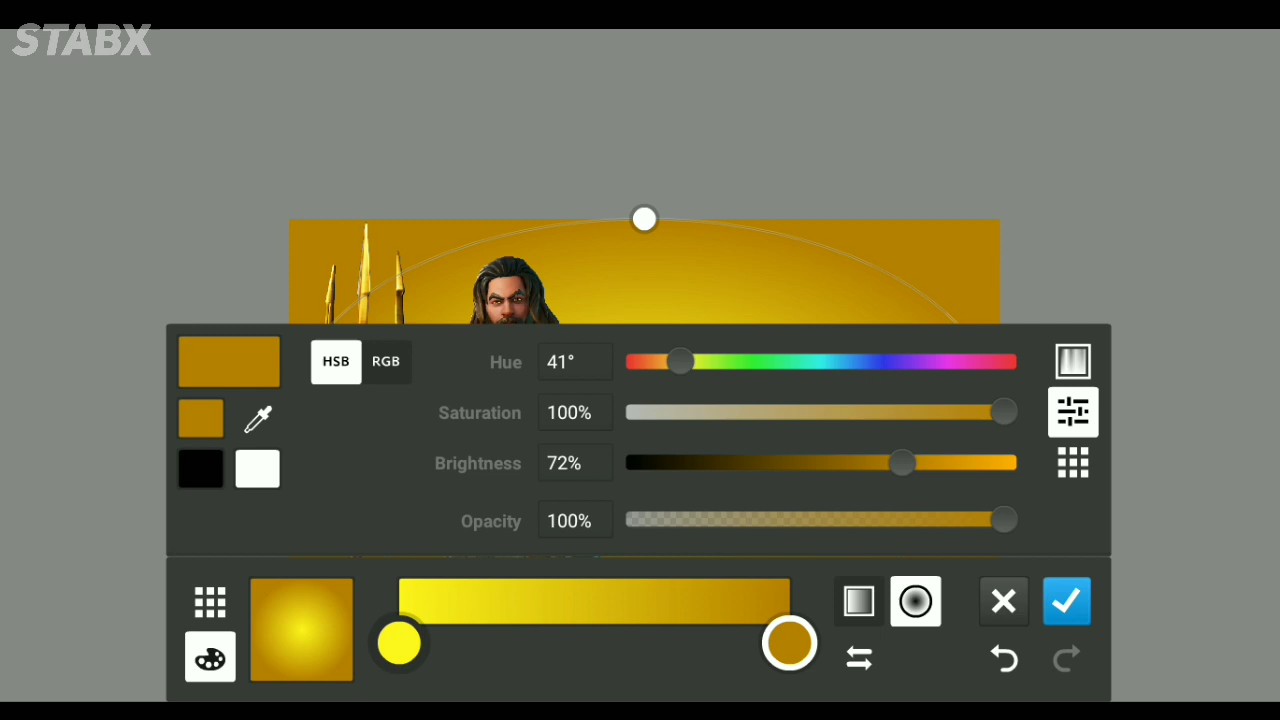 STABX
HSB RGB Hue 41°
Saturation 100%
Brightness 72%
Opacity 100%